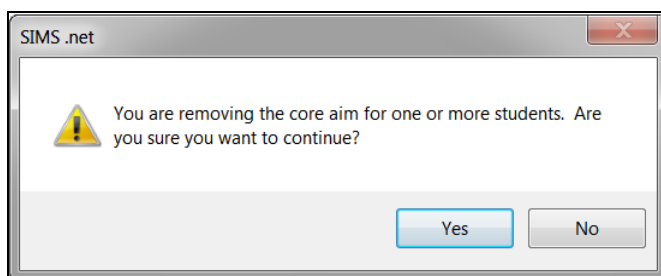 SIMS .net
You are removing the core aim for one or more students.  Are
you sure you want to continue?
Yes
No